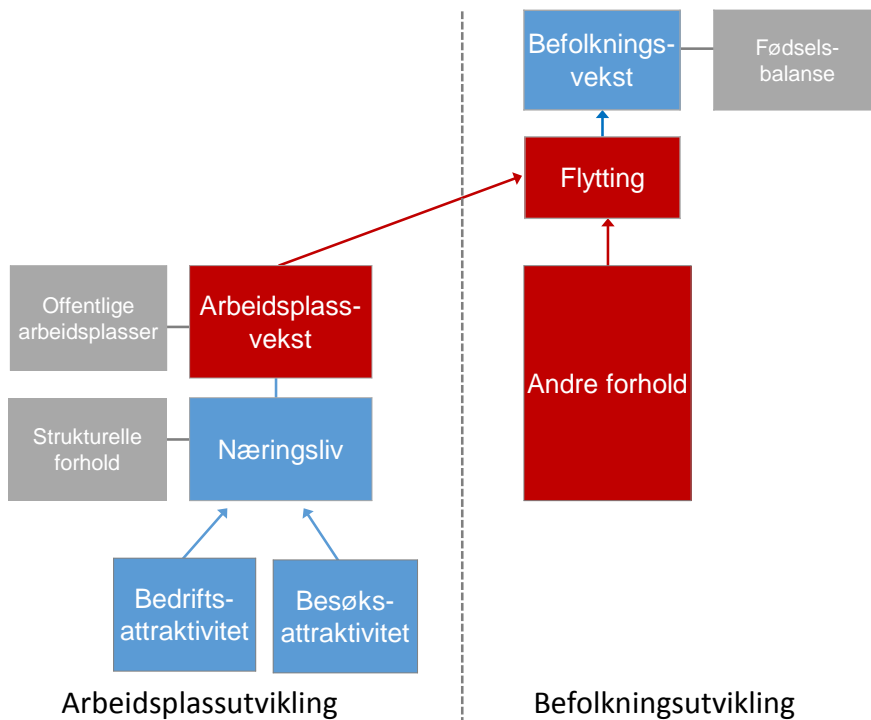 Befolknings-
vekst
Fødsels-
balanse
Flytting
Offentlige
arbeidsplasser
Arbeidsplass-
vekst
Andre forhold
Strukturelle
forhold
Næringsliv
Bedrifts-
attraktivitet
Besøks-
attraktivitet
Arbeidsplassutvikling
Befolkningsutvikling